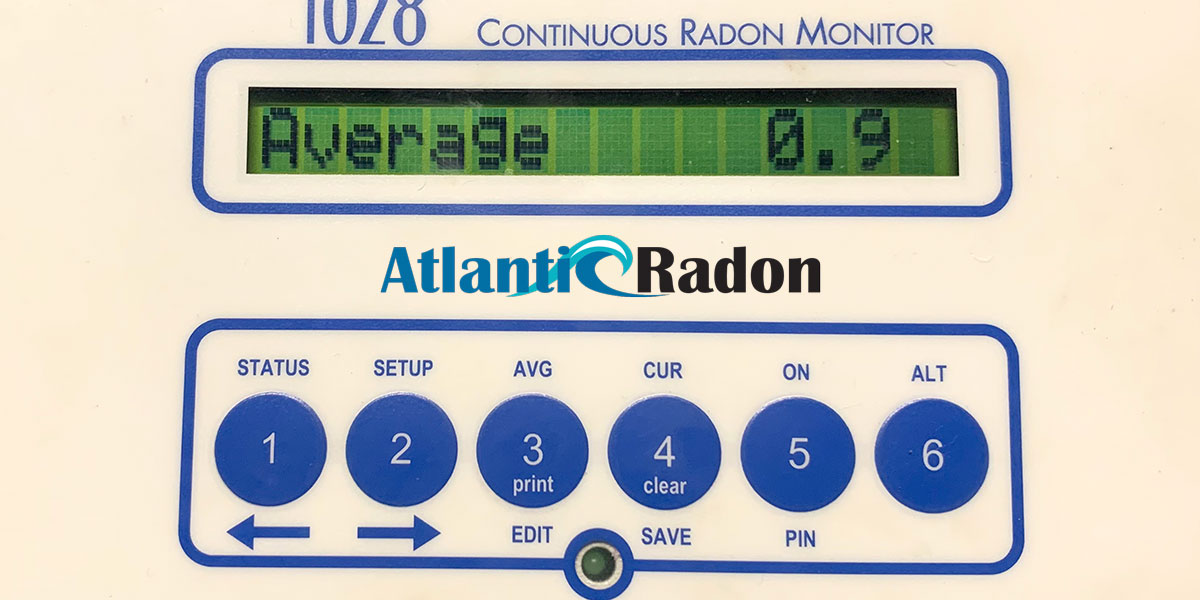 1028 CONTINUOUS RADON MONITOR
Average 0.9
Atlantic Radon
STATUS SETUP AVG CUR ON ALT
1 2 3 4 5 6
print clear
EDIT SAVE PIN